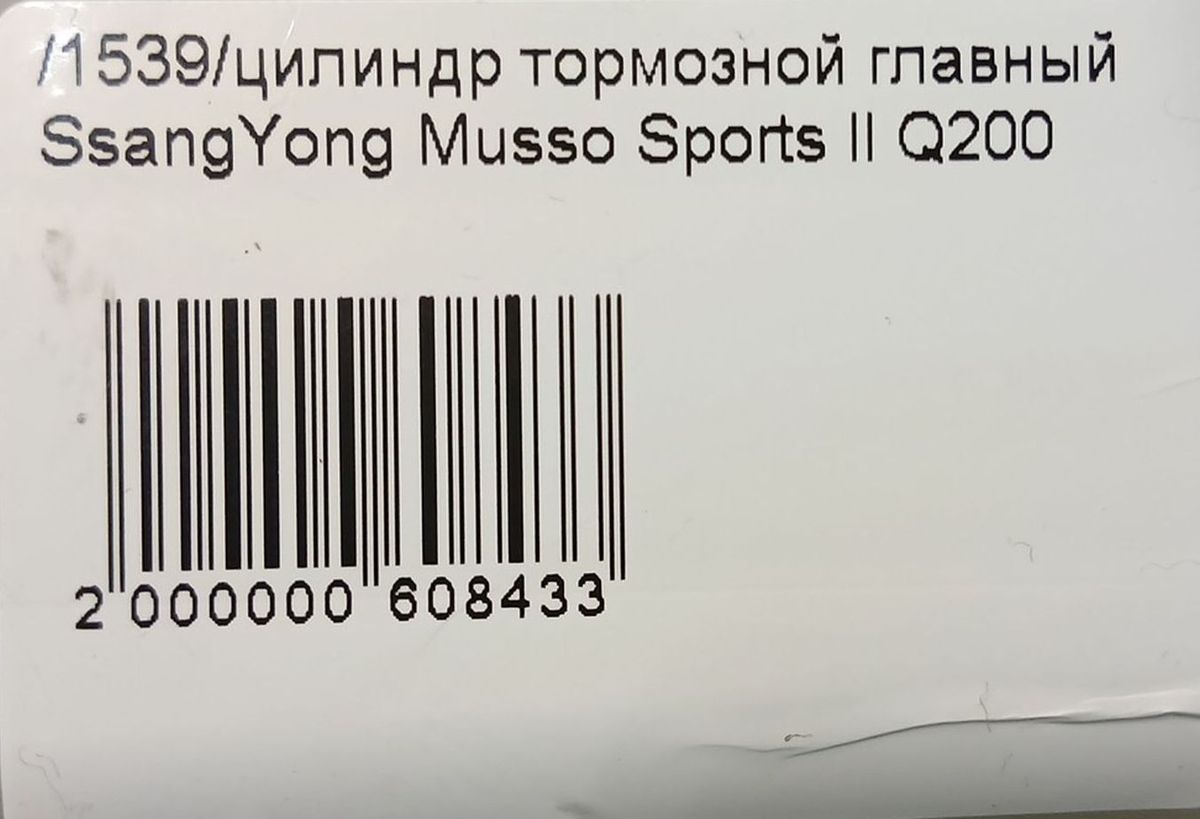 /1539/цилиндр тормозной главный
SsangYong Musso Sports II Q200
2 000000 608433